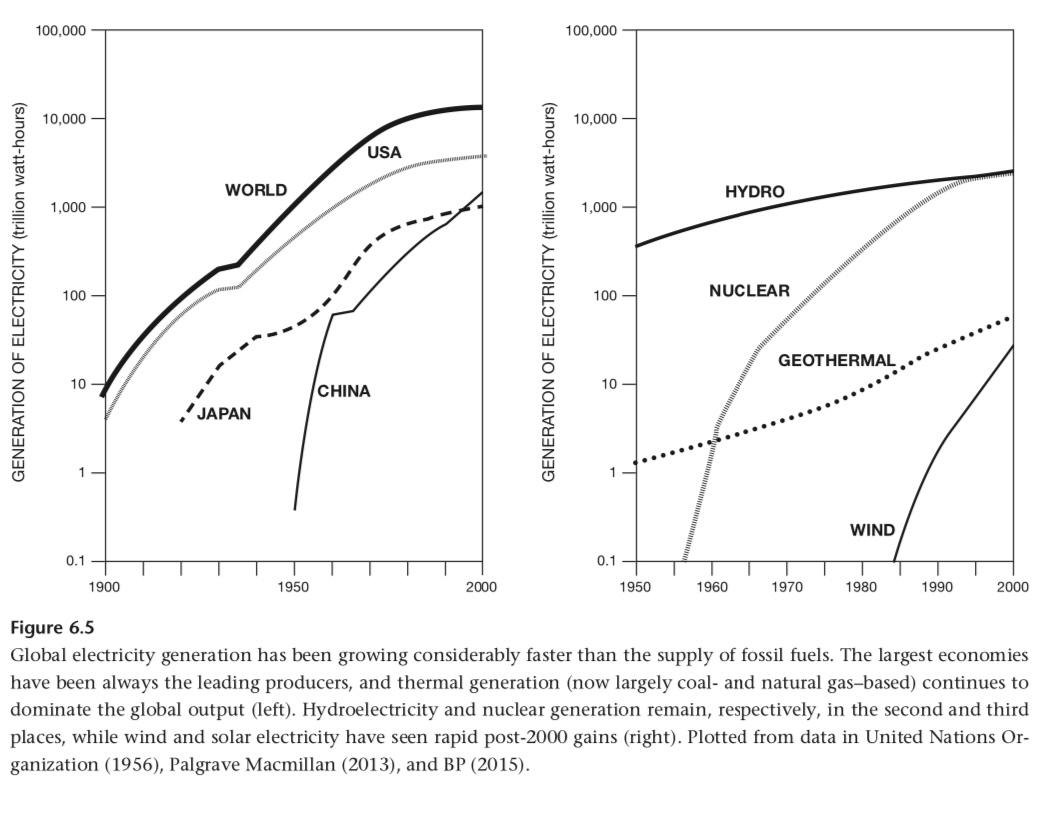 100,000
10,000
1,000
100
10
1
0.1
GENERATION OF ELECTRICITY (trillion watt-hours)
WORLD
USA
JAPAN
CHINA
1900
1950
2000
100,000
10,000
1,000
100
10
1
0.1
GENERATION OF ELECTRICITY (trillion watt-hours)
HYDRO
NUCLEAR
GEOTHERMAL
WIND
1950
1960
1970
1980
1990
2000
Figure 6.5
Global electricity generation has been growing considerably faster than the supply of fossil fuels. The largest economies
have been always the leading producers, and thermal generation (now largely coal- and natural gas–based) continues to
dominate the global output (left). Hydroelectricity and nuclear generation remain, respectively, in the second and third
places, while wind and solar electricity have seen rapid post-2000 gains (right). Plotted from data in United Nations Or-
ganization (1956), Palgrave Macmillan (2013), and BP (2015).